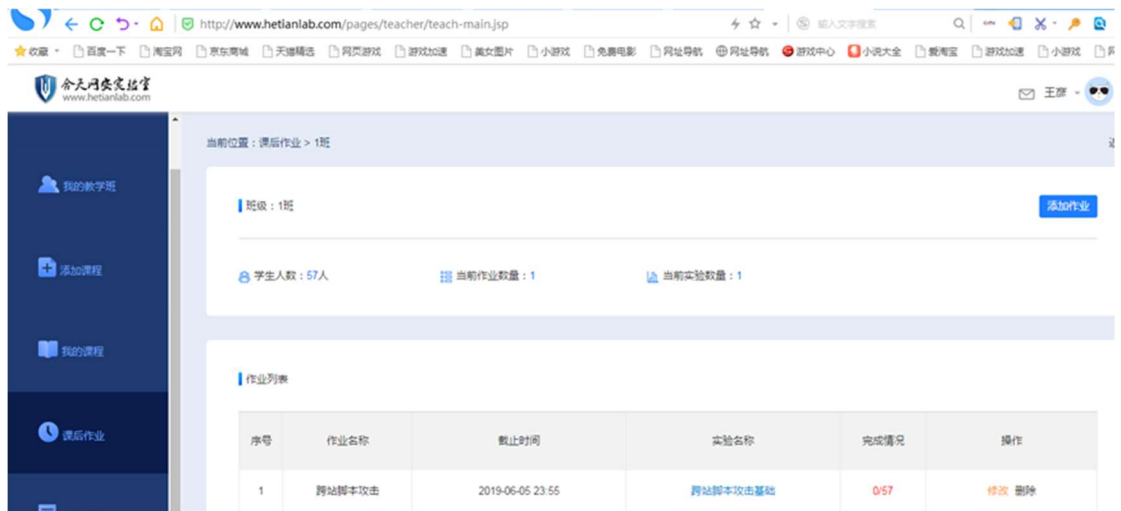 http://www.hetianlab.com/pages/teacher/teach-main.jsp 输入文字搜索
收藏 百度一下 淘宝网 京东商城 天猫精选 网页游戏 游戏加速 美女图片 小游戏 免费电影 网址导航 网址导航 游戏中心 小说大全 爱淘宝 游戏加速 小游戏
合天网安实验室
www.hetianlab.com
王彦
当前位置：课后作业 > 1班
我的教学班
班级：1班
添加作业
添加课程
学生人数：57人 当前作业数量：1 当前实验数量：1
我的课程
作业列表
课后作业
序号 作业名称 截止时间 实验名称 完成情况 操作
1 跨站脚本攻击 2019-06-05 23:55 跨站脚本攻击基础 0/57 修改 删除